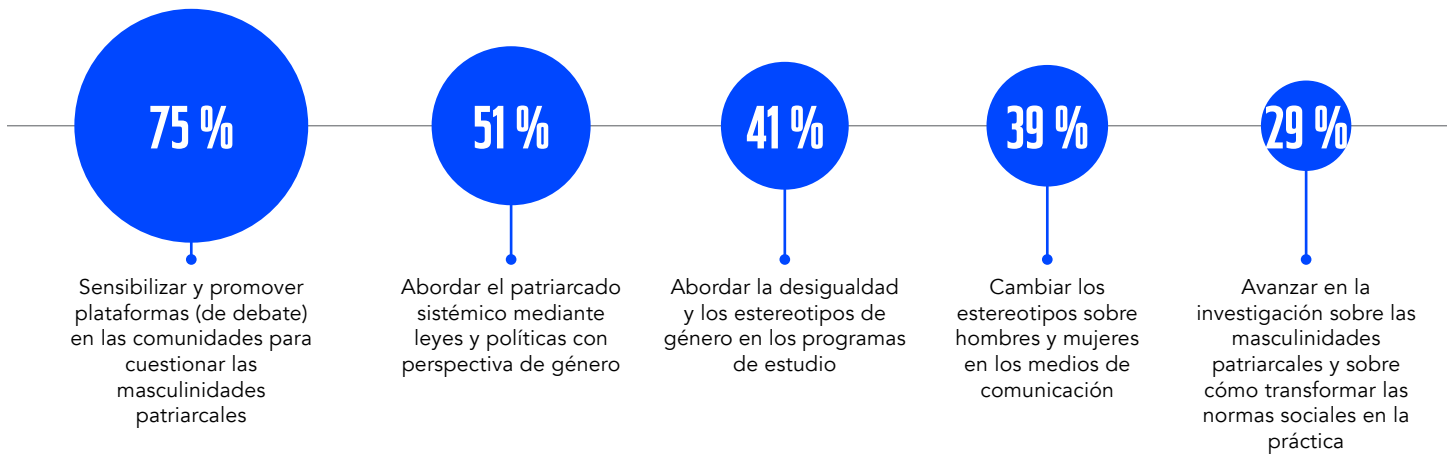 75 %
Sensibilizar y promover
plataformas (de debate)
en las comunidades para
cuestionar las
masculinidades
patriarcales
51 %
Abordar el patriarcado
sistémico mediante
leyes y políticas con
perspectiva de género
41 %
Abordar la desigualdad
y los estereotipos de
género en los programas
de estudio
39 %
Cambiar los
estereotipos sobre
hombres y mujeres
en los medios de
comunicación
29 %
Avanzar en la
investigación sobre las
masculinidades
patriarcales y sobre
cómo transformar las
normas sociales en la
práctica